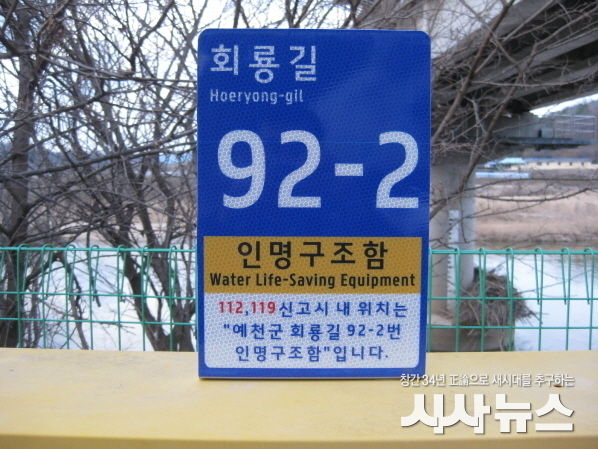 회룡길
Hoeryong-gil
92-2
인명구조함
Water Life-Saving Equipment
112,119신고시 내 위치는
"예천군 회룡길 92-2번
인명구조함"입니다.
창간 34년 正論으로 새시대를 추구하는
시사뉴스